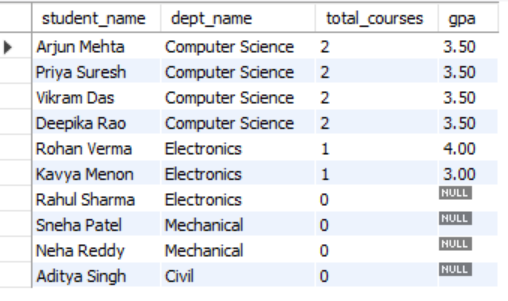 student_name dept_name total_courses gpa
Arjun Mehta Computer Science 2 3.50
Priya Suresh Computer Science 2 3.50
Vikram Das Computer Science 2 3.50
Deepika Rao Computer Science 2 3.50
Rohan Verma Electronics 1 4.00
Kavya Menon Electronics 1 3.00
Rahul Sharma Electronics 0 NULL
Sneha Patel Mechanical 0 NULL
Neha Reddy Mechanical 0 NULL
Aditya Singh Civil 0 NULL